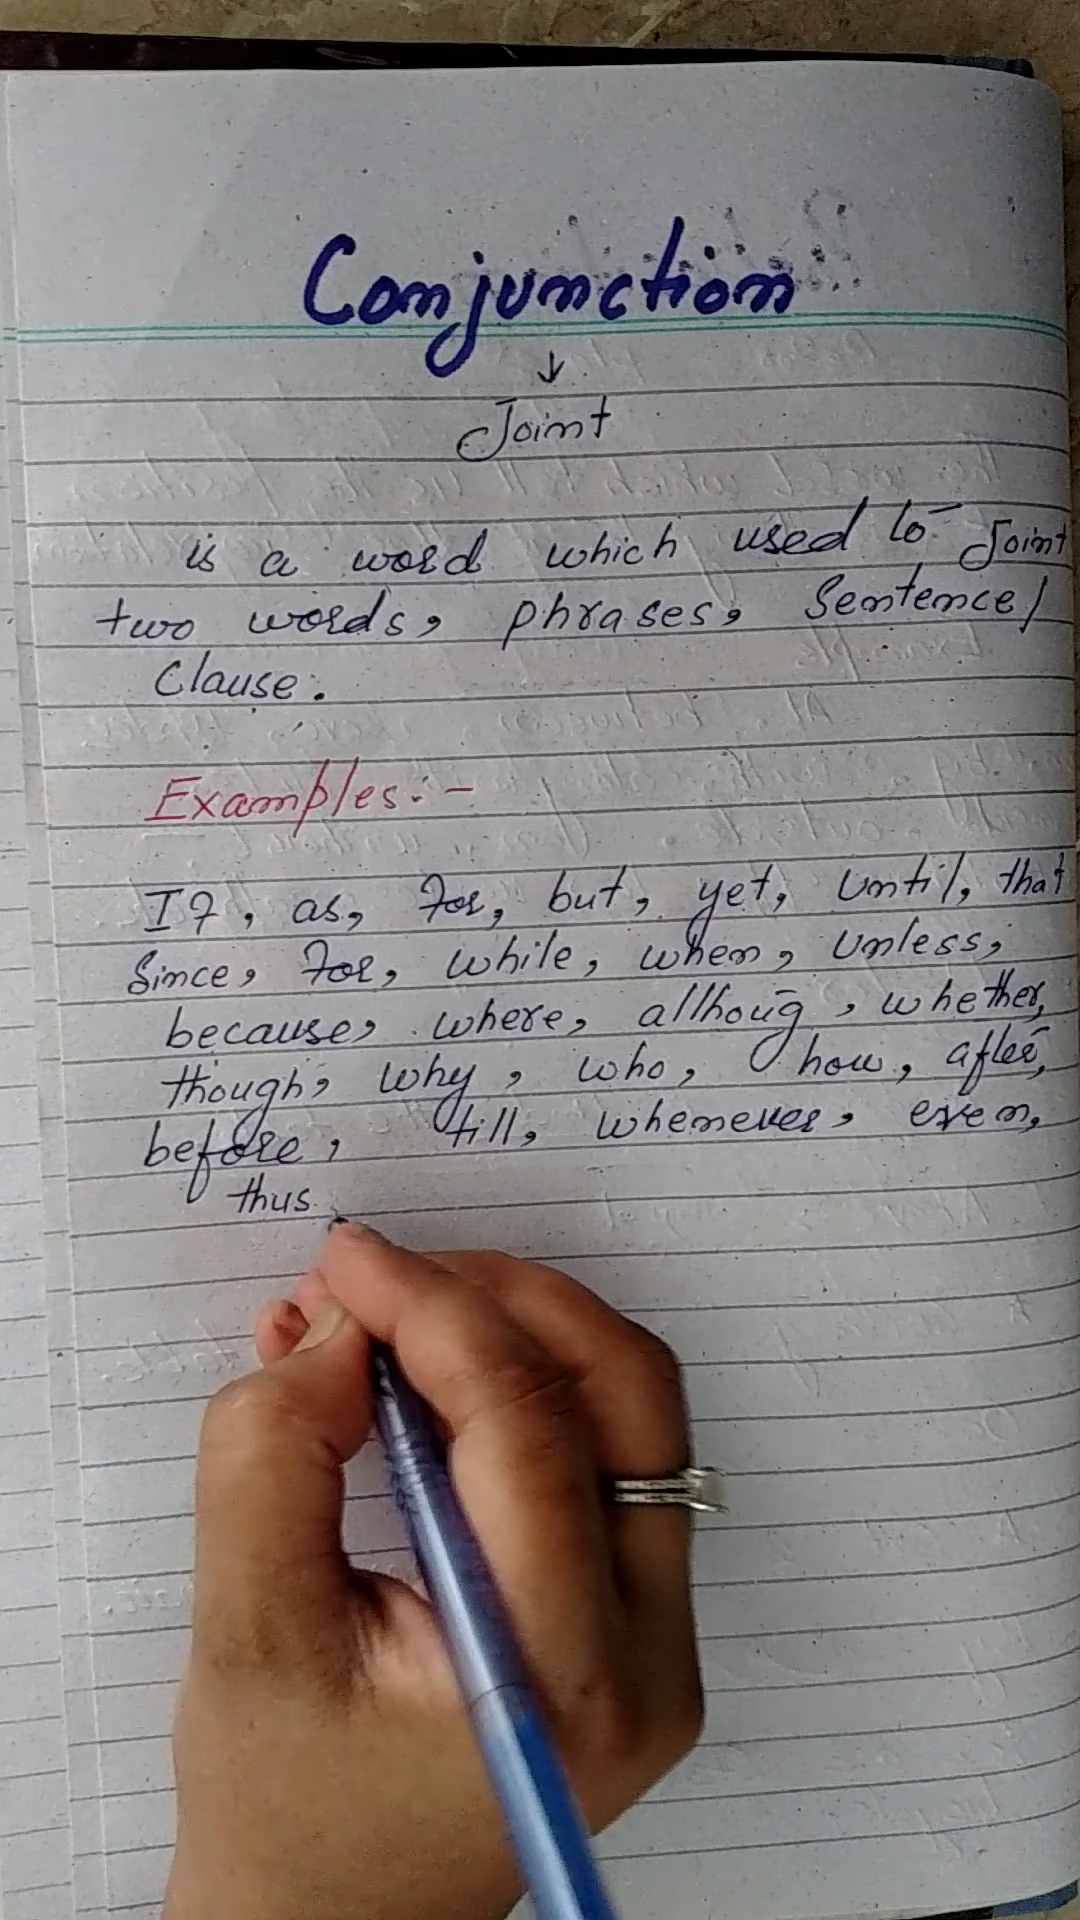 Conjunction
↓
Joint
is a word which used to Joint
two words, phrases, Sentence/
Clause.
Examples:-
If, as, for, but, yet, until, that
Since, for, while, when, unless,
because, where, althoug, whether,
though, why, who, how, after,
before, till, whenever, even,
thus